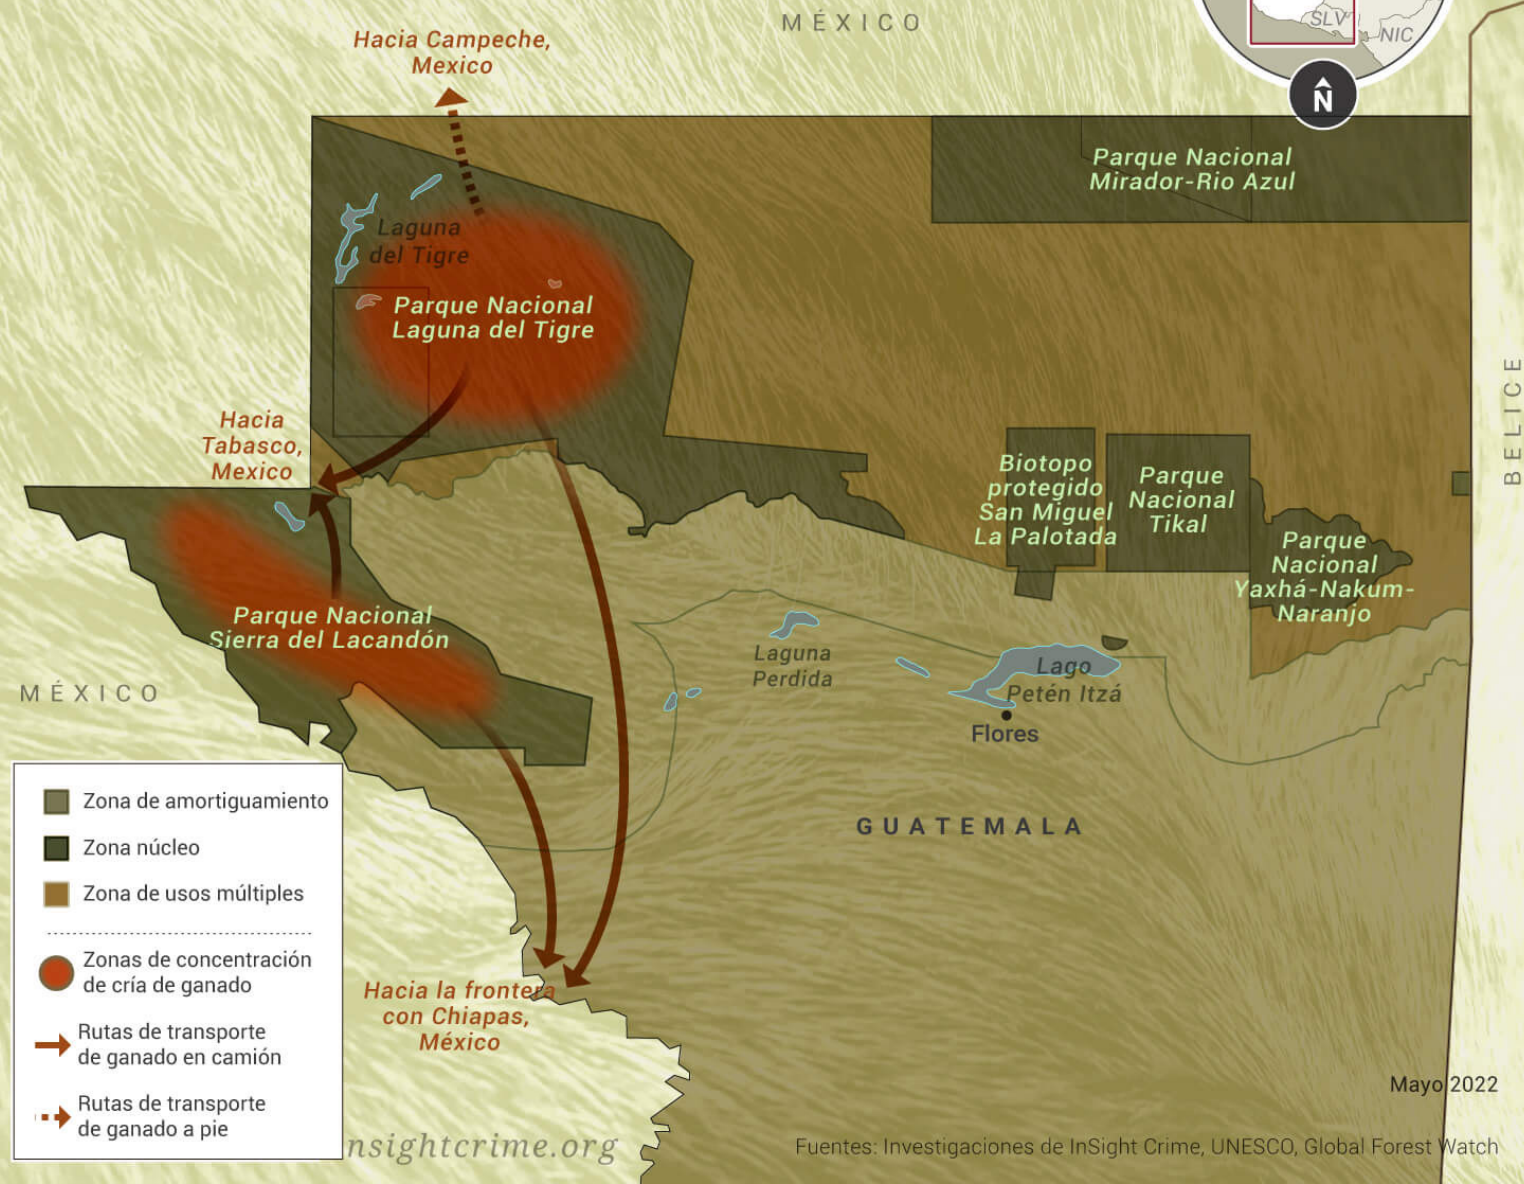 MÉXICO
SLV
NIC
N
Hacia Campeche,
Mexico
Parque Nacional
Mirador-Rio Azul
Laguna
del Tigre
Parque Nacional
Laguna del Tigre
BELICE
Hacia
Tabasco,
Mexico
Biotopo
protegido
San Miguel
La Palotada
Parque
Nacional
Tikal
Parque
Nacional
Yaxhá-Nakum-
Naranjo
Parque Nacional
Sierra del Lacandón
Laguna
Perdida
Lago
Petén Itzá
Flores
MÉXICO
GUATEMALA
Zona de amortiguamiento
Zona núcleo
Zona de usos múltiples
Zonas de concentración
de cría de ganado
Rutas de transporte
de ganado en camión
Rutas de transporte
de ganado a pie
Hacia la frontera
con Chiapas,
México
Mayo 2022
nsightcrime.org
Fuentes: Investigaciones de InSight Crime, UNESCO, Global Forest Watch